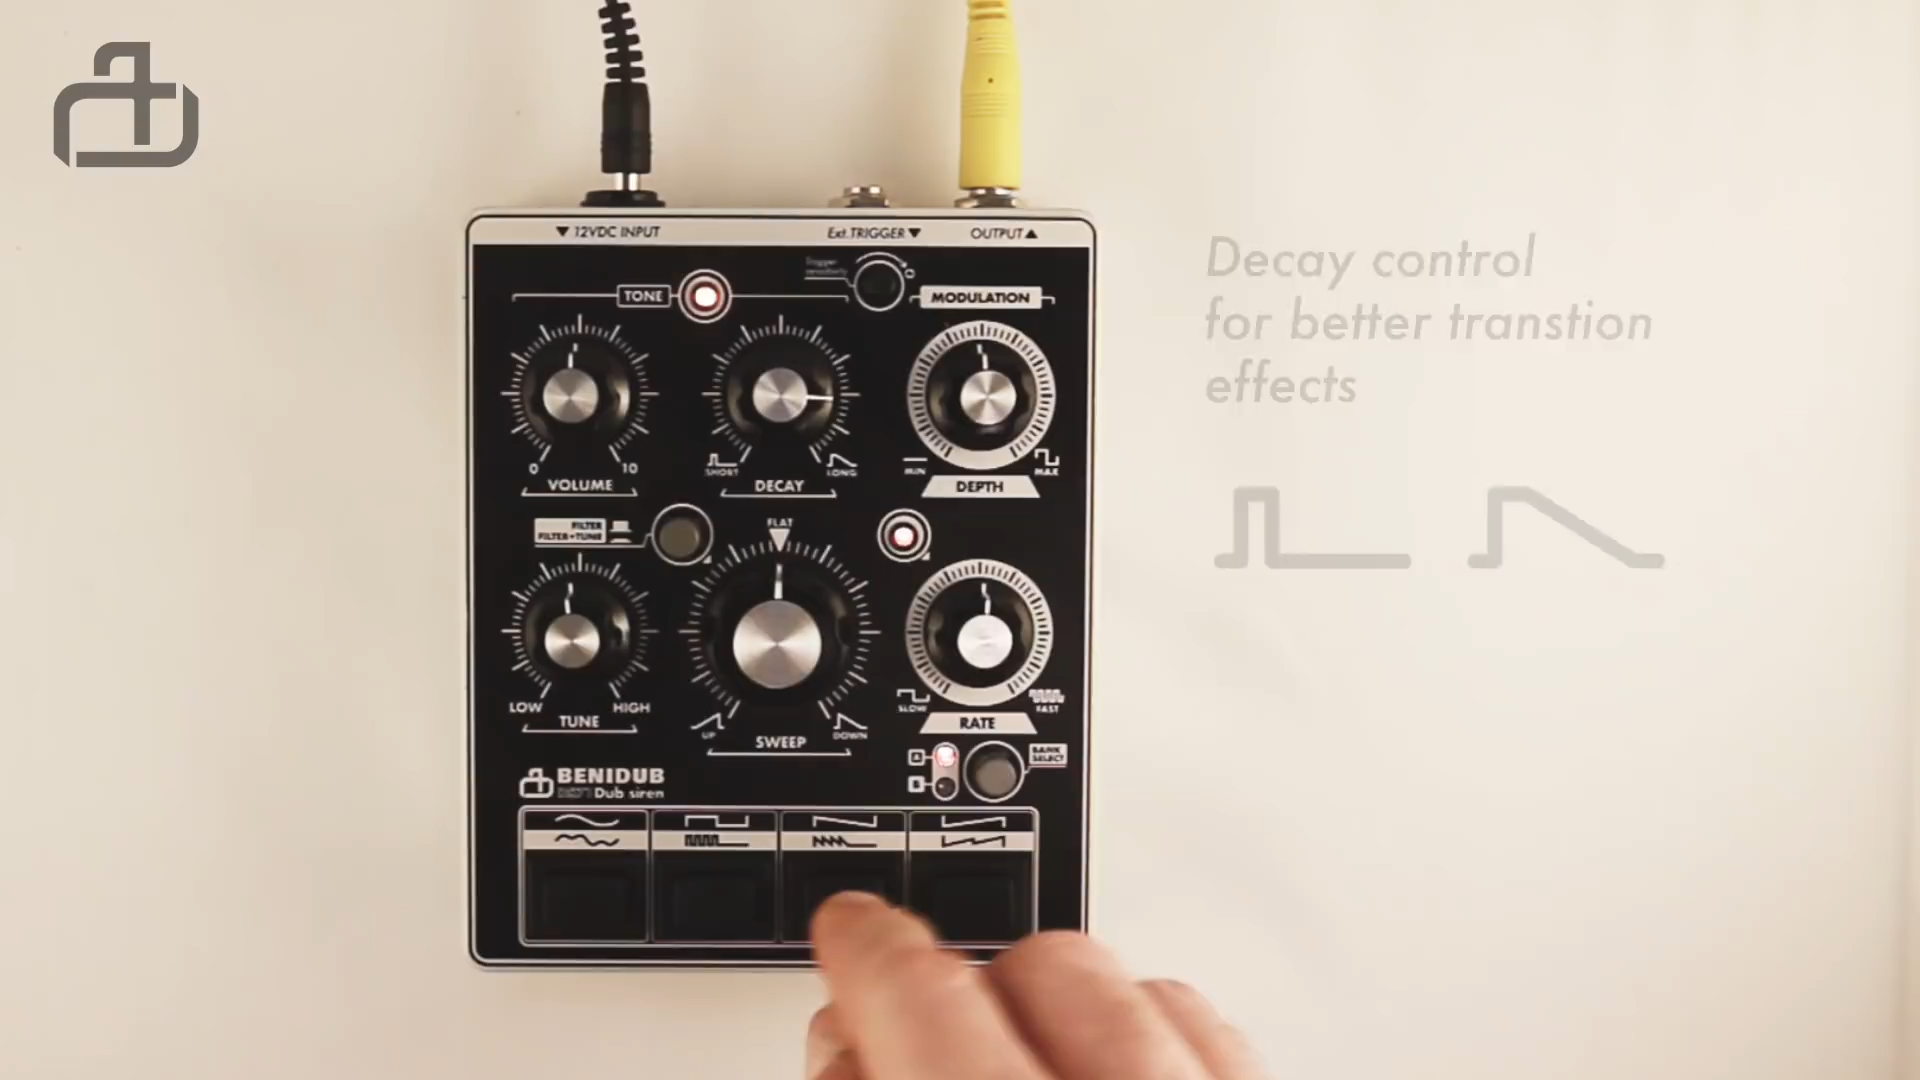 ▼ 12VDC INPUT
Ext.TRIGGER ▼
OUTPUT ▲
Trigger
sensitivity
TONE
MODULATION
0
10
VOLUME
SHORT
LONG
DECAY
MIN
MAX
DEPTH
FILTER
FILTER+TUNE
FLAT
LOW
HIGH
TUNE
UP
DOWN
SWEEP
SLOW
FAST
RATE
A
B
BANK
SELECT
BENIDUB
Dub siren
Decay control
for better transtion
effects